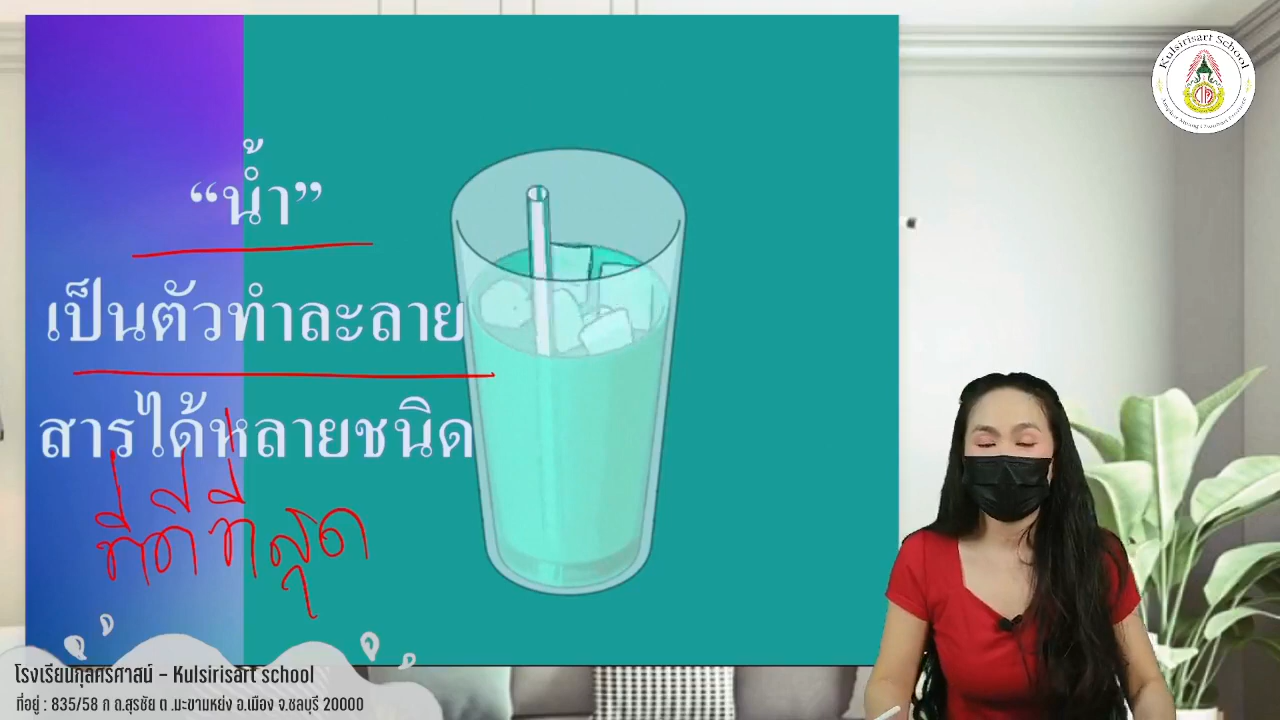 “น้ำ”
เป็นตัวทำละลาย
สารได้หลายชนิด
ที่ดีที่สุด
Kulsirisart School
โรงเรียนกุลศิริศาสน์ - Kulsirisart school
ที่อยู่ : 835/58 ก ถ.สุรชัย ต .มะขามหย่ง อ.เมือง จ.ชลบุรี 20000